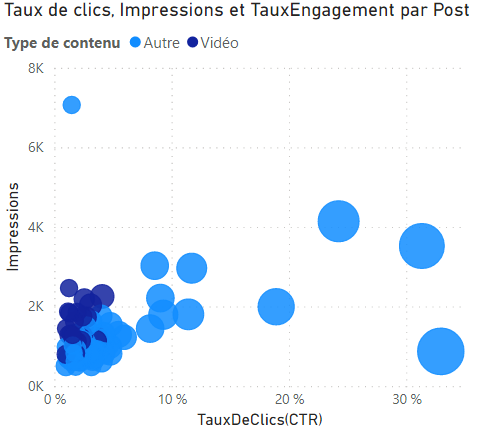 Taux de clics, Impressions et TauxEngagement par Post
Type de contenu Autre Vidéo
8K
6K
4K
2K
0K
Impressions
0 % 10 % 20 % 30 %
TauxDeClics(CTR)